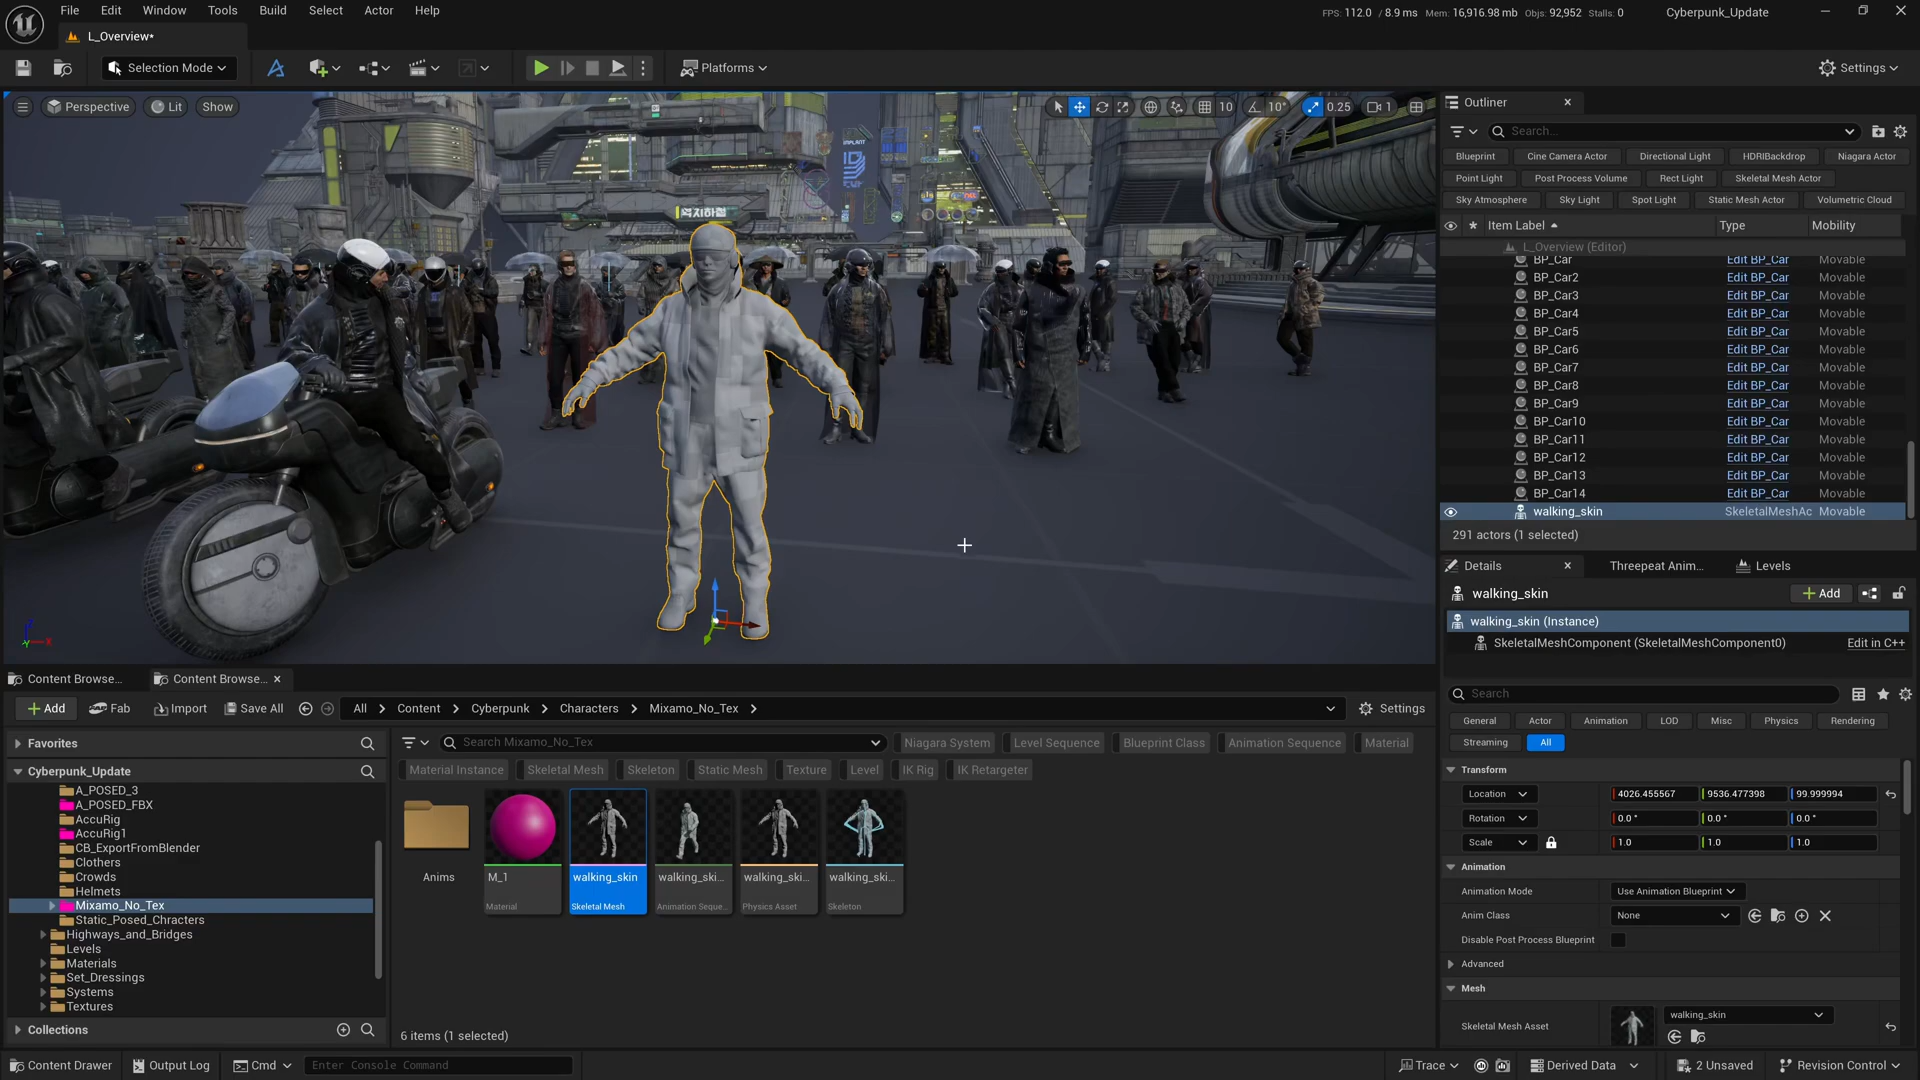 File Edit Window Tools Build Select Actor Help
FPS: 112.0 / 8.9 ms Mem: 16,916.98 mb Objs: 92,952 Stalls: 0
Cyberpunk_Update
L_Overview*
Selection Mode
Platforms
Settings
Perspective Lit Show
10 10° 0.25 1
IMPLANT
역지하철
Outliner
Search...
Blueprint Cine Camera Actor Directional Light HDRIBackdrop Niagara Actor
Point Light Post Process Volume Rect Light Skeletal Mesh Actor
Sky Atmosphere Sky Light Spot Light Static Mesh Actor Volumetric Cloud
Item Label Type Mobility
L_Overview (Editor)
BP_Car Edit BP_Car Movable
BP_Car2 Edit BP_Car Movable
BP_Car3 Edit BP_Car Movable
BP_Car4 Edit BP_Car Movable
BP_Car5 Edit BP_Car Movable
BP_Car6 Edit BP_Car Movable
BP_Car7 Edit BP_Car Movable
BP_Car8 Edit BP_Car Movable
BP_Car9 Edit BP_Car Movable
BP_Car10 Edit BP_Car Movable
BP_Car11 Edit BP_Car Movable
BP_Car12 Edit BP_Car Movable
BP_Car13 Edit BP_Car Movable
BP_Car14 Edit BP_Car Movable
walking_skin SkeletalMeshAc Movable
291 actors (1 selected)
Details Threepeat Anim... Levels
walking_skin
Add
walking_skin (Instance)
SkeletalMeshComponent (SkeletalMeshComponent0) Edit in C++
Search
General Actor Animation LOD Misc Physics Rendering
Streaming All
Transform
Location 4026.455567 9536.477398 99.999994
Rotation 0.0 ° 0.0 ° 0.0 °
Scale 1.0 1.0 1.0
Animation
Animation Mode Use Animation Blueprint
Anim Class None
Disable Post Process Blueprint
Advanced
Mesh
Skeletal Mesh Asset walking_skin
Content Browse... Content Browse...
Add Fab Import Save All All Content Cyberpunk Characters Mixamo_No_Tex Settings
Favorites
Cyberpunk_Update
A_POSED_3
A_POSED_FBX
AccuRig
AccuRig1
CB_ExportFromBlender
Clothers
Crowds
Helmets
Mixamo_No_Tex
Static_Posed_Chracters
Highways_and_Bridges
Levels
Materials
Set_Dressings
Systems
Textures
Collections
Search Mixamo_No_Tex
Niagara System Level Sequence Blueprint Class Animation Sequence Material
Material Instance Skeletal Mesh Skeleton Static Mesh Texture Level IK Rig IK Retargeter
Anims M_1 walking_skin walking_ski... walking_ski... walking_ski...
Material Skeletal Mesh Animation Seque... Physics Asset Skeleton
6 items (1 selected)
Content Drawer Output Log Cmd Enter Console Command
Trace Derived Data 2 Unsaved Revision Control